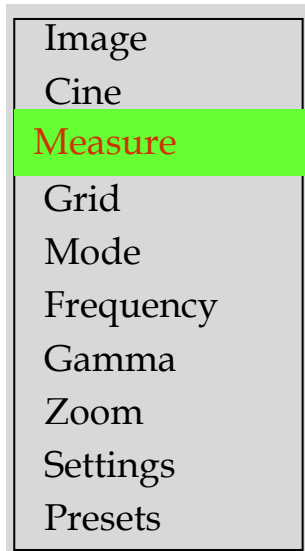 Image
Cine
Measure
Grid
Mode
Frequency
Gamma
Zoom
Settings
Presets